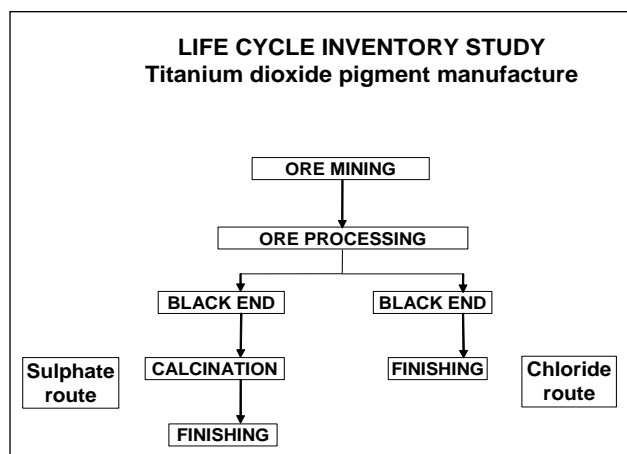 LIFE CYCLE INVENTORY STUDY
Titanium dioxide pigment manufacture
ORE MINING
ORE PROCESSING
BLACK END
BLACK END
Sulphate
route
CALCINATION
FINISHING
Chloride
route
FINISHING